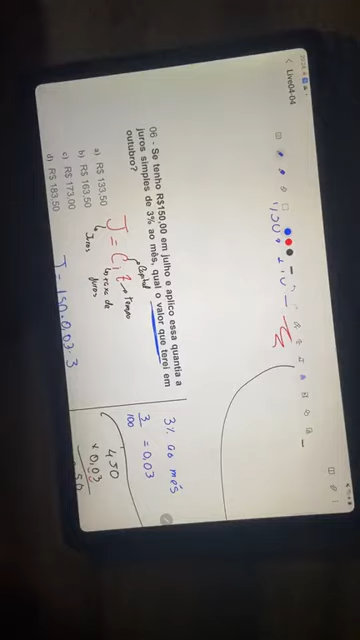 Live04-04
06 - Se tenho R$150,00 em julho e aplico essa quantia a
juros simples de 3% ao mês, qual o valor que terei em
outubro?
a) R$ 133,50
b) R$ 163,50
c) R$ 173,00
d) R$ 183,50
J = C.i.t → tempo
Capital
Juros
taxa de
juros
J = 150.0,03.3
3% ao mês
3/100 = 0,03
450
x 0,03